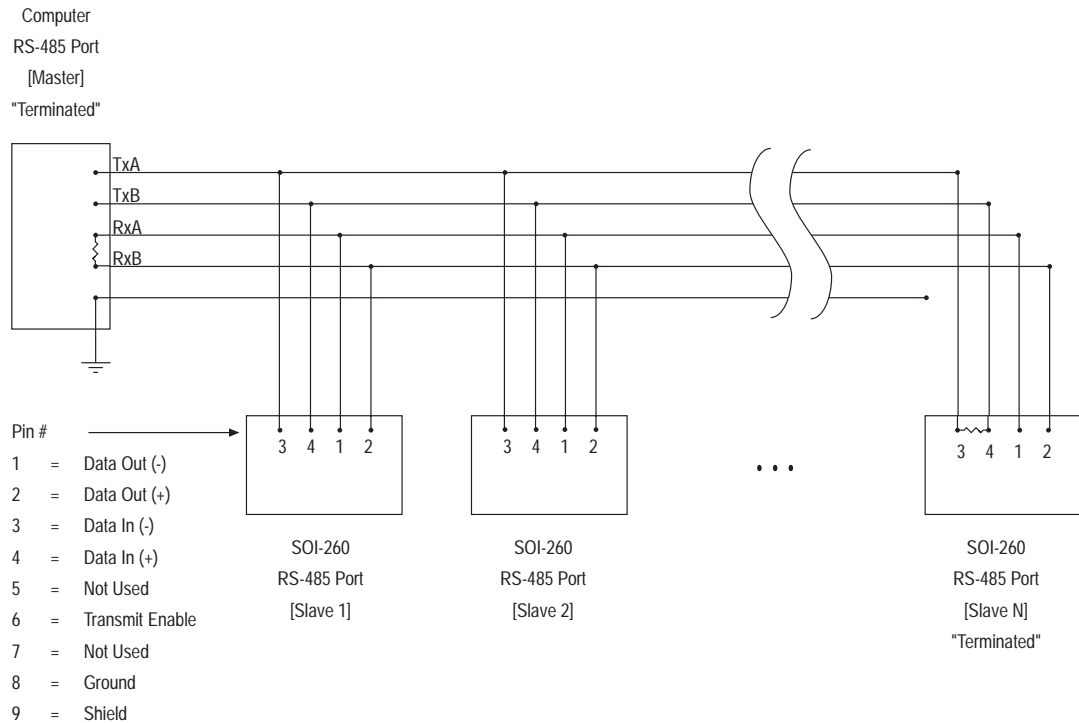 Computer
RS-485 Port
[Master]
"Terminated"
TxA
TxB
RxA
RxB
Pin #
1 = Data Out (-)
2 = Data Out (+)
3 = Data In (-)
4 = Data In (+)
5 = Not Used
6 = Transmit Enable
7 = Not Used
8 = Ground
9 = Shield
3 4 1 2
SOI-260
RS-485 Port
[Slave 1]
3 4 1 2
SOI-260
RS-485 Port
[Slave 2]
...
3 4 1 2
SOI-260
RS-485 Port
[Slave N]
"Terminated"